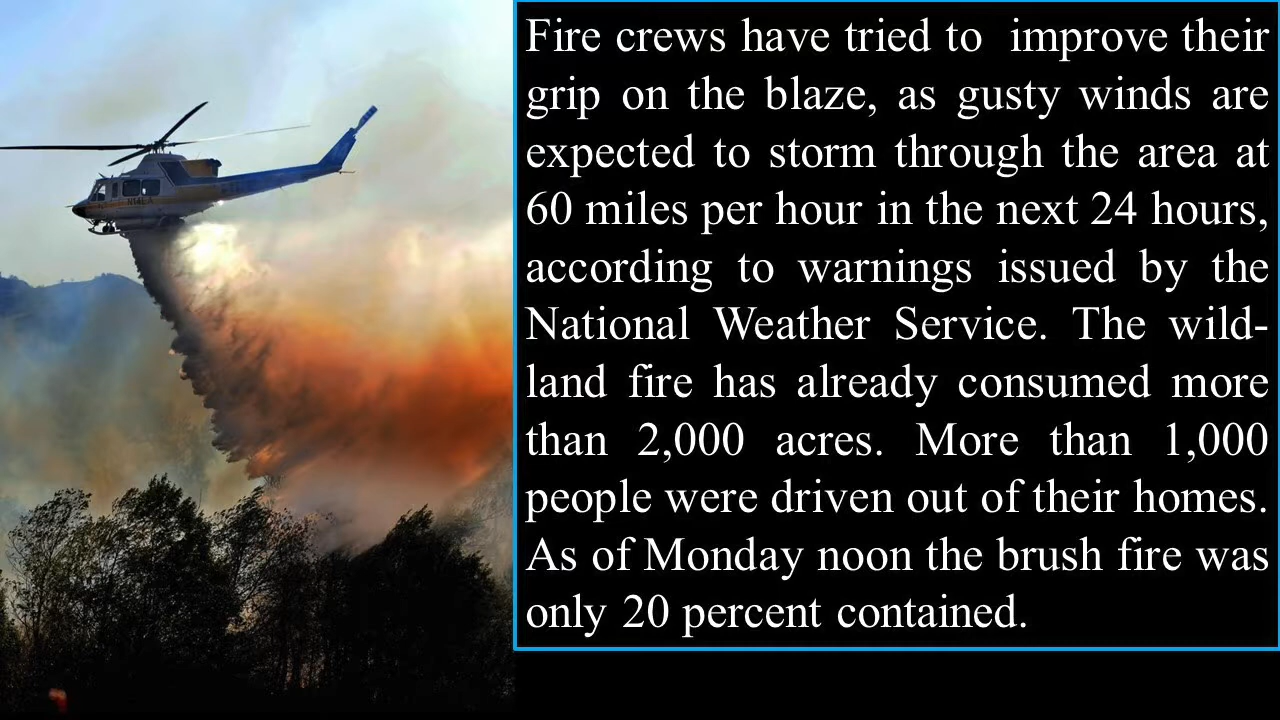 Fire crews have tried to  improve their
grip on the blaze, as gusty winds are
expected to storm through the area at
60 miles per hour in the next 24 hours,
according to warnings issued by the
National Weather Service. The wild-
land fire has already consumed more
than 2,000 acres. More than 1,000
people were driven out of their homes.
As of Monday noon the brush fire was
only 20 percent contained.